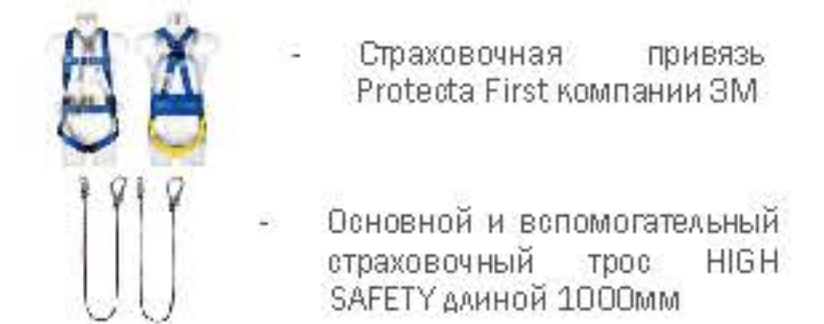 - Страховочная привязь
Protecta First компании 3М
- Основной и вспомогательный
страховочный трос HIGH
SAFETY длиной 1000мм